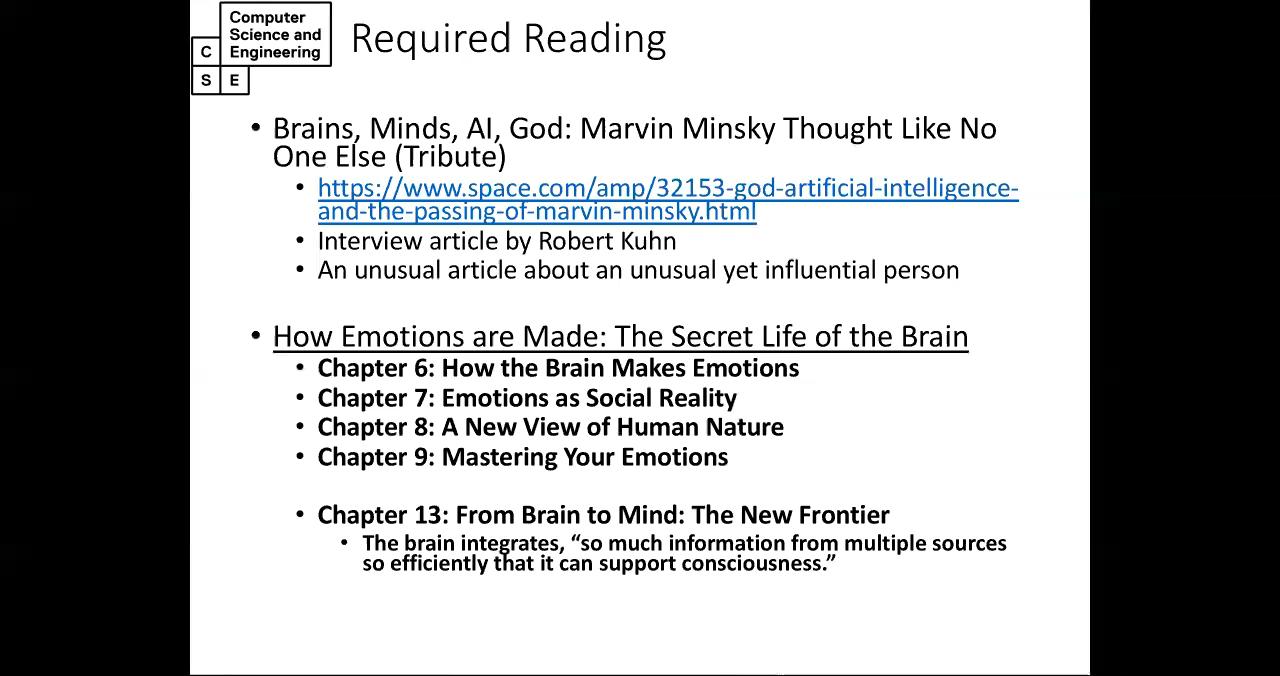 Computer
Science and
Engineering
C
S E
Required Reading
• Brains, Minds, AI, God: Marvin Minsky Thought Like No
One Else (Tribute)
• https://www.space.com/amp/32153-god-artificial-intelligence-
and-the-passing-of-marvin-minsky.html
• Interview article by Robert Kuhn
• An unusual article about an unusual yet influential person
• How Emotions are Made: The Secret Life of the Brain
• Chapter 6: How the Brain Makes Emotions
• Chapter 7: Emotions as Social Reality
• Chapter 8: A New View of Human Nature
• Chapter 9: Mastering Your Emotions
• Chapter 13: From Brain to Mind: The New Frontier
• The brain integrates, “so much information from multiple sources
so efficiently that it can support consciousness.”